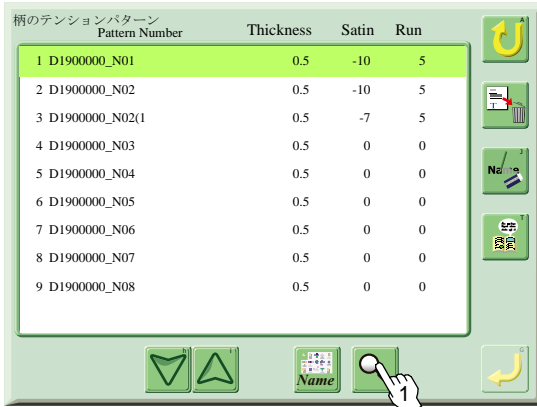 柄のテンションパターン
Pattern Number Thickness Satin Run
1 D1900000_N01 0.5 -10 5
2 D1900000_N02 0.5 -10 5
3 D1900000_N02(1 0.5 -7 5
4 D1900000_N03 0.5 0 0
5 D1900000_N04 0.5 0 0
6 D1900000_N05 0.5 0 0
7 D1900000_N06 0.5 0 0
8 D1900000_N07 0.5 0 0
9 D1900000_N08 0.5 0 0
A
J
Name
T
h
i
Name
1